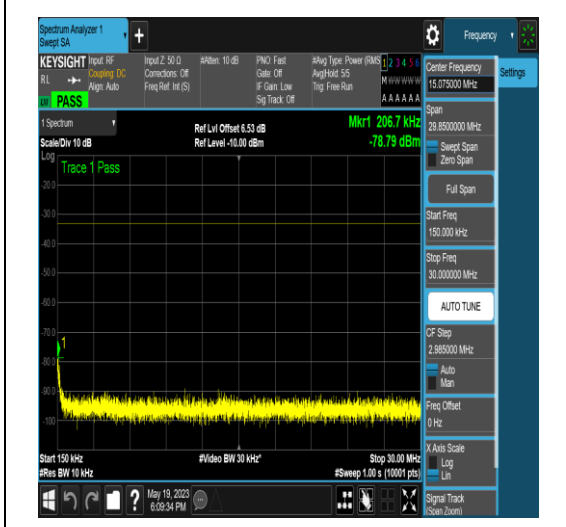 Spectrum Analyzer 1
Swept SA
Frequency
KEYSIGHT
RL
Input: RF
Coupling: DC
Align: Auto
Input Z: 50 Ω
Corrections: Off
Freq Ref: Int (S)
#Atten: 10 dB
PNO: Fast
Gate: Off
IF Gain: Low
Sig Track: Off
#Avg Type: Power (RMS
Avg|Hold: 5/5
Trig: Free Run
1 2 3 4 5 6
M W W W W W
A A A A A A
PASS
1 Spectrum
Scale/Div 10 dB
Ref Lvl Offset 6.53 dB
Ref Level -10.00 dBm
Mkr1 206.7 kHz
-78.79 dBm
Log
Trace 1 Pass
-20.0
-30.0
-40.0
-50.0
-60.0
-70.0
1
-80.0
-90.0
-100
Start 150 kHz
#Res BW 10 kHz
#Video BW 30 kHz*
Stop 30.00 MHz
#Sweep 1.00 s (10001 pts)
May 19, 2023
6:09:34 PM
?
Center Frequency
15.075000 MHz
Settings
Span
29.8500000 MHz
Swept Span
Zero Span
Full Span
Start Freq
150.000 kHz
Stop Freq
30.000000 MHz
AUTO TUNE
CF Step
2.985000 MHz
Auto
Man
Freq Offset
0 Hz
X Axis Scale
Log
Lin
Signal Track
(Span Zoom)